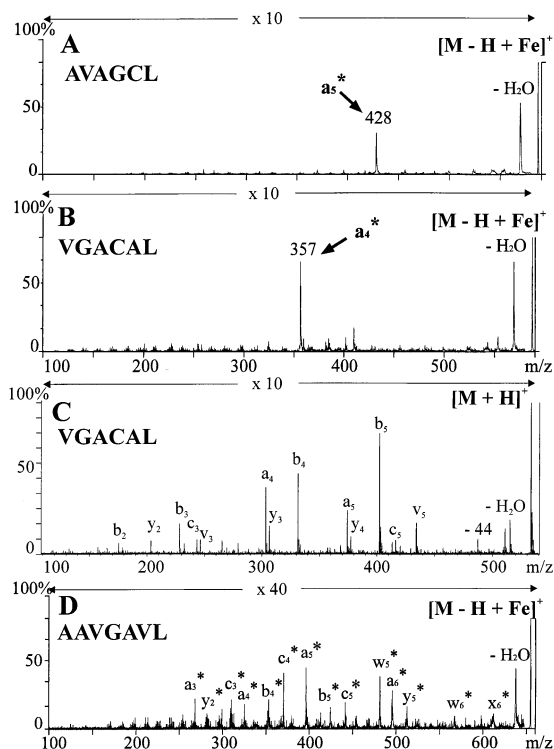 x 10
100%
A
[M - H + Fe]+
AVAGCL
a5*
- H2O
428
50
0
x 10
100%
B
[M - H + Fe]+
VGACAL
357
a4*
- H2O
50
0
100 200 300 400 500 m/z
x 10
100%
C
[M + H]+
VGACAL
b5
a4
b4
50
b3
y2
c3
v3
b2
y3
a5
y4
c5
v5
- 44
- H2O
0
100 200 300 400 500 m/z
x 40
100%
D
[M - H + Fe]+
AAVGAVL
50
a3*
y2*
c3*
a4*
b4*
c4*
a5*
b5*
c5*
w5*
a6*
y5*
w6*
x6*
- H2O
0
100 200 300 400 500 600 m/z